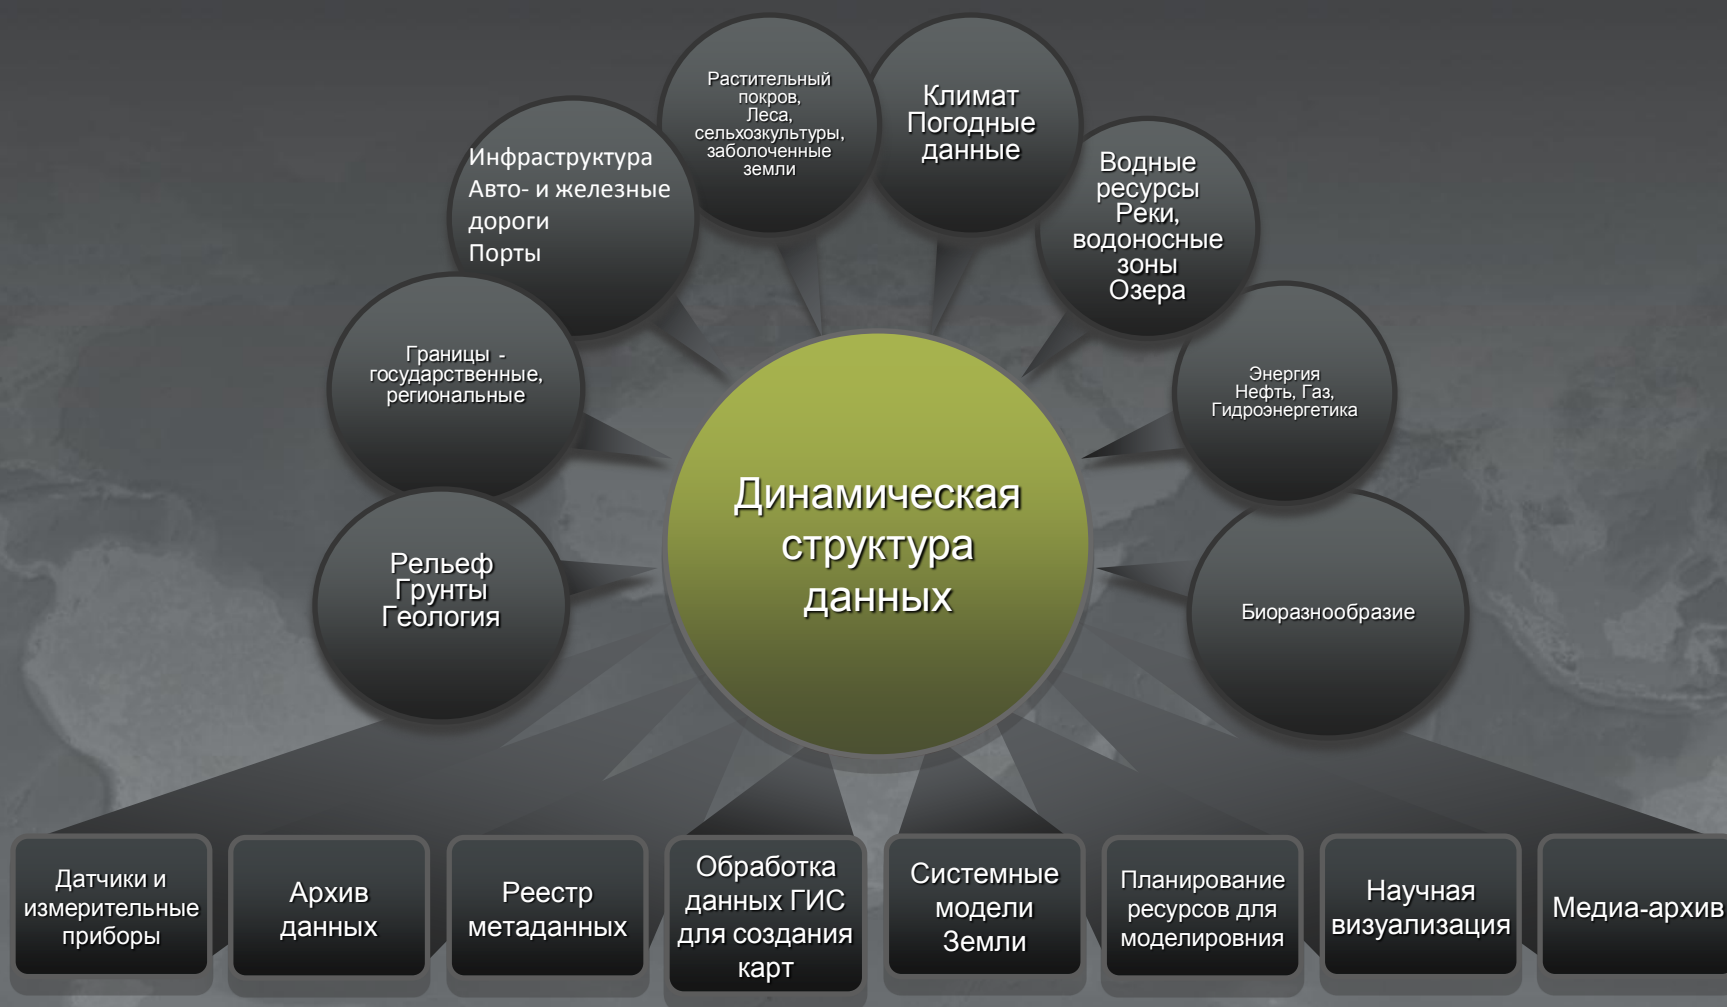 Растительный
покров,
Леса,
сельхозкультуры,
заболоченные
земли
Климат
Погодные
данные
Инфраструктура
Авто- и железные
дороги
Порты
Водные
ресурсы
Реки,
водоносные
зоны
Озера
Границы -
государственные,
региональные
Энергия
Нефть, Газ,
Гидроэнергетика
Динамическая
структура
данных
Рельеф
Грунты
Геология
Биоразнообразие
Датчики и
измерительные
приборы
Архив
данных
Реестр
метаданных
Обработка
данных ГИС
для создания
карт
Системные
модели
Земли
Планирование
ресурсов для
моделировния
Научная
визуализация
Медиа-архив